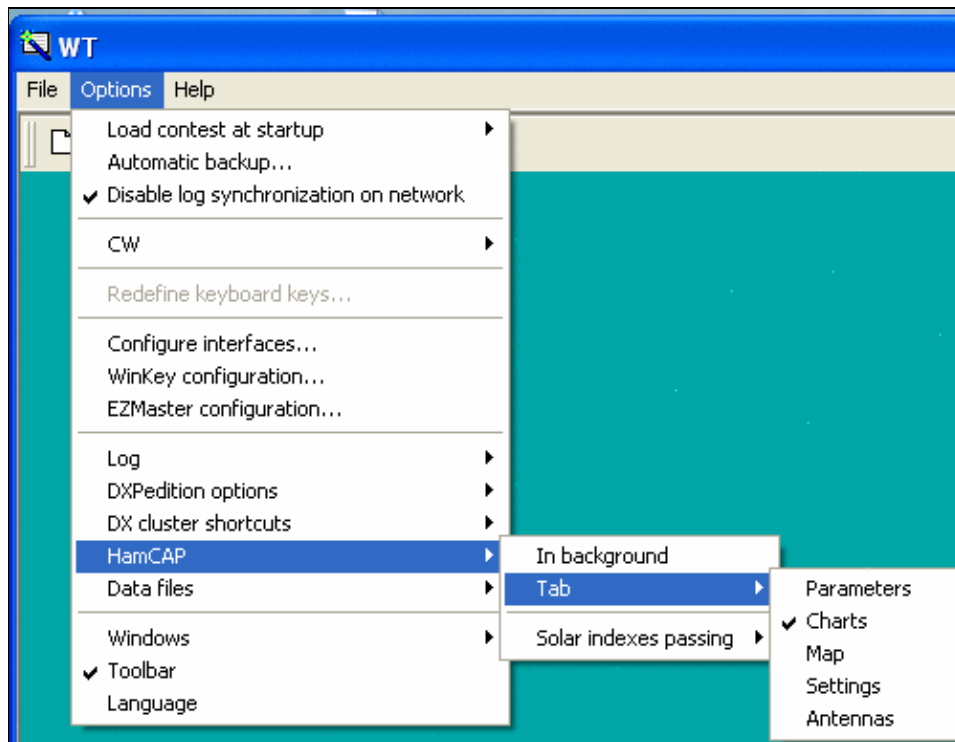 WT
File Options Help
Load contest at startup
Automatic backup...
Disable log synchronization on network
CW
Redefine keyboard keys...
Configure interfaces...
WinKey configuration...
EZMaster configuration...
Log
DXPedition options
DX cluster shortcuts
HamCAP
Data files
Windows
Toolbar
Language
In background
Tab
Solar indexes passing
Parameters
Charts
Map
Settings
Antennas